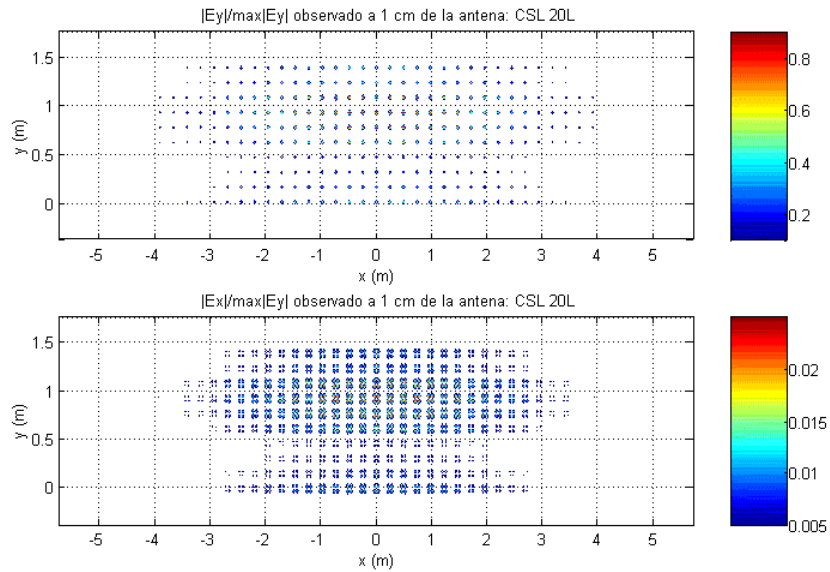 |Ey|/max|Ey| observado a 1 cm de la antena: CSL 20L
1.5
1
0.5
0
y (m)
-5 -4 -3 -2 -1 0 1 2 3 4 5
x (m)
0.8
0.6
0.4
0.2
|Ex|/max|Ey| observado a 1 cm de la antena: CSL 20L
1.5
1
0.5
0
y (m)
-5 -4 -3 -2 -1 0 1 2 3 4 5
x (m)
0.02
0.015
0.01
0.005